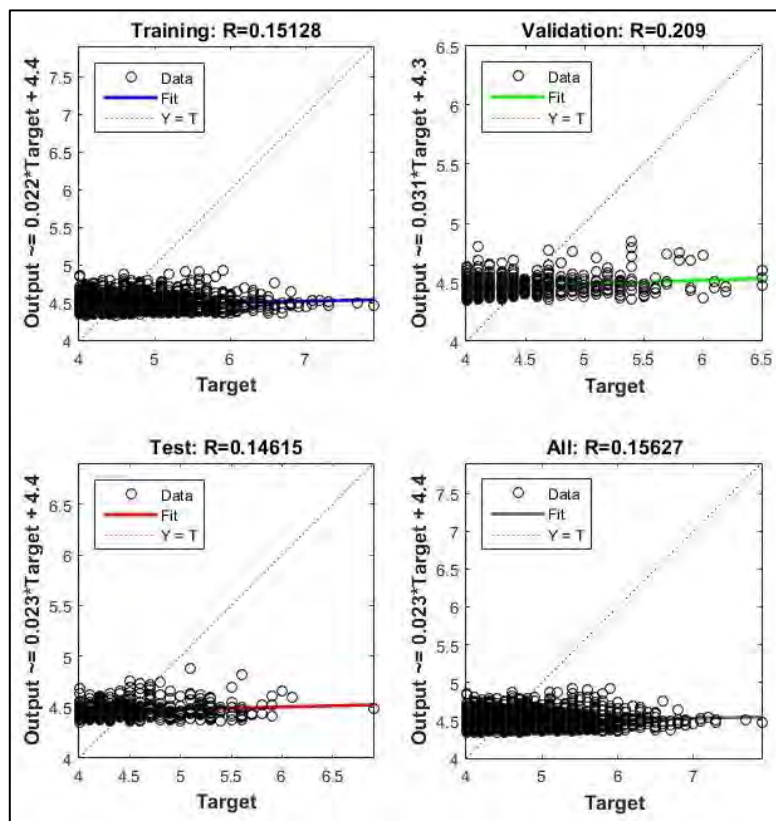 Training: R=0.15128
Output ~= 0.022*Target + 4.4
7.5
7
6.5
6
5.5
5
4.5
4
Data
Fit
Y = T
4
5
6
7
Target
Validation: R=0.209
Output ~= 0.031*Target + 4.3
6.5
6
5.5
5
4.5
4
Data
Fit
Y = T
4
4.5
5
5.5
6
6.5
Target
Test: R=0.14615
Output ~= 0.023*Target + 4.4
6.5
6
5.5
5
4.5
4
Data
Fit
Y = T
4
4.5
5
5.5
6
6.5
Target
All: R=0.15627
Output ~= 0.023*Target + 4.4
7.5
7
6.5
6
5.5
5
4.5
4
Data
Fit
Y = T
4
5
6
7
Target